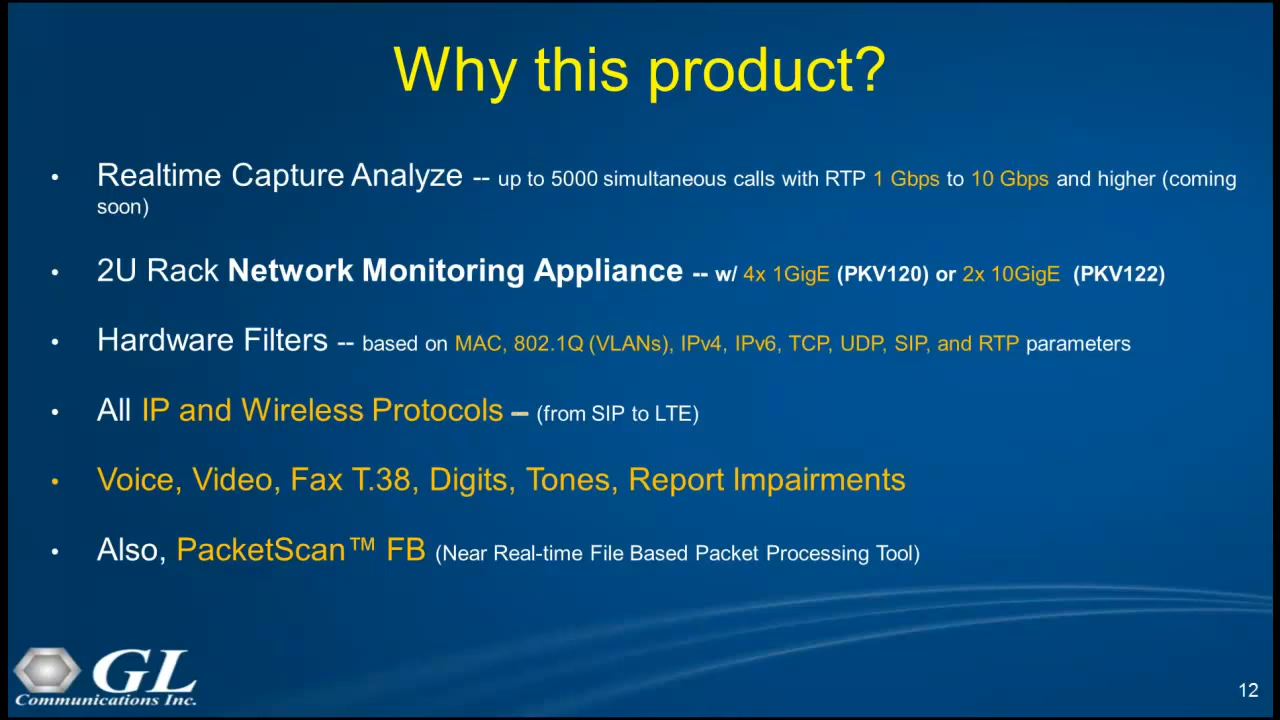 Why this product?
• Realtime Capture Analyze -- up to 5000 simultaneous calls with RTP 1 Gbps to 10 Gbps and higher (coming
soon)
• 2U Rack Network Monitoring Appliance -- w/ 4x 1GigE (PKV120) or 2x 10GigE (PKV122)
• Hardware Filters -- based on MAC, 802.1Q (VLANs), IPv4, IPv6, TCP, UDP, SIP, and RTP parameters
• All IP and Wireless Protocols – (from SIP to LTE)
• Voice, Video, Fax T.38, Digits, Tones, Report Impairments
• Also, PacketScan™ FB (Near Real-time File Based Packet Processing Tool)
GL
Communications Inc.
12